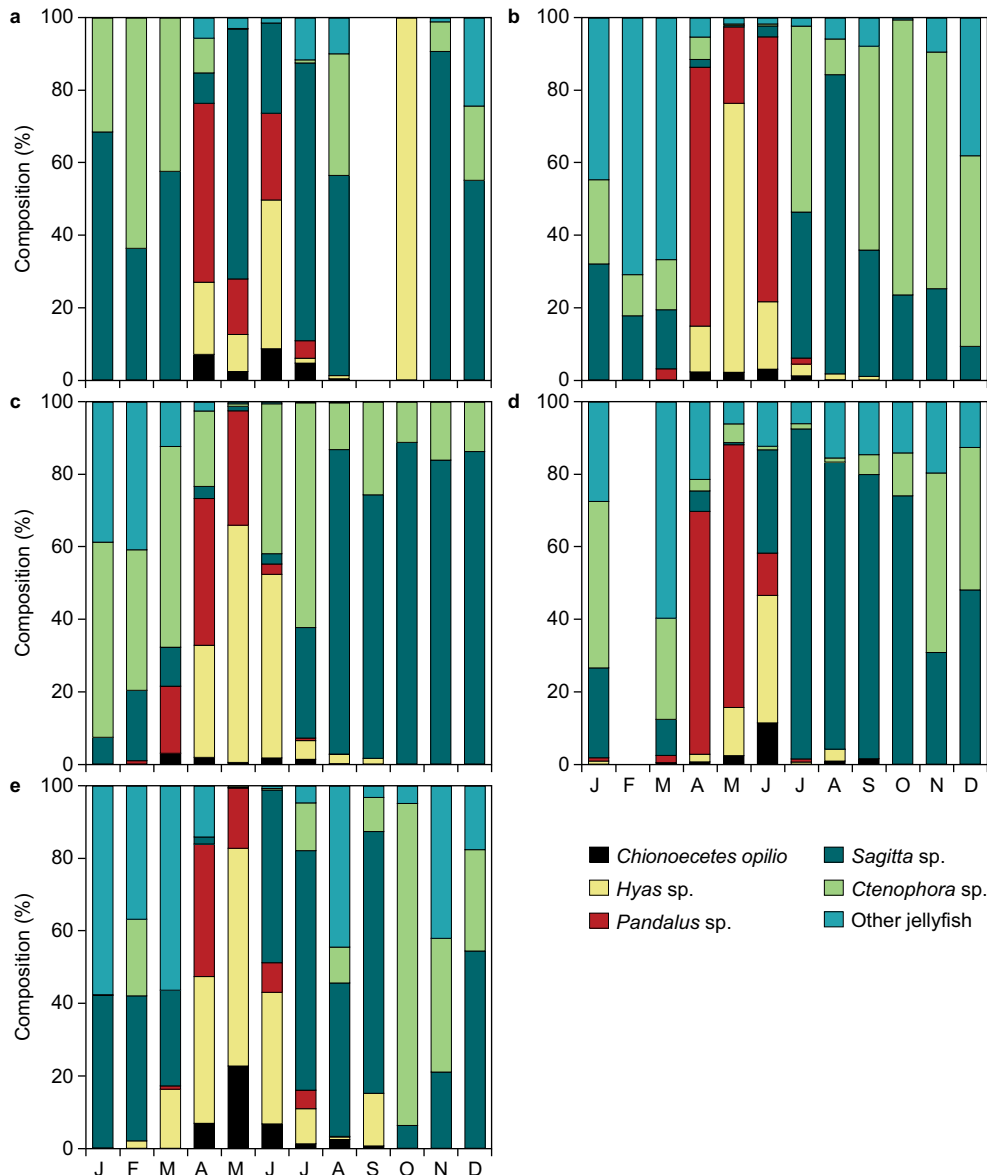 a
b
100
80
60
40
20
0
Composition (%)
100
80
60
40
20
0
c
d
100
80
60
40
20
0
Composition (%)
100
80
60
40
20
0
J F M A M J J A S O N D
e
100
80
60
40
20
0
Composition (%)
J F M A M J J A S O N D
Chionoecetes opilio
Hyas sp.
Pandalus sp.
Sagitta sp.
Ctenophora sp.
Other jellyfish